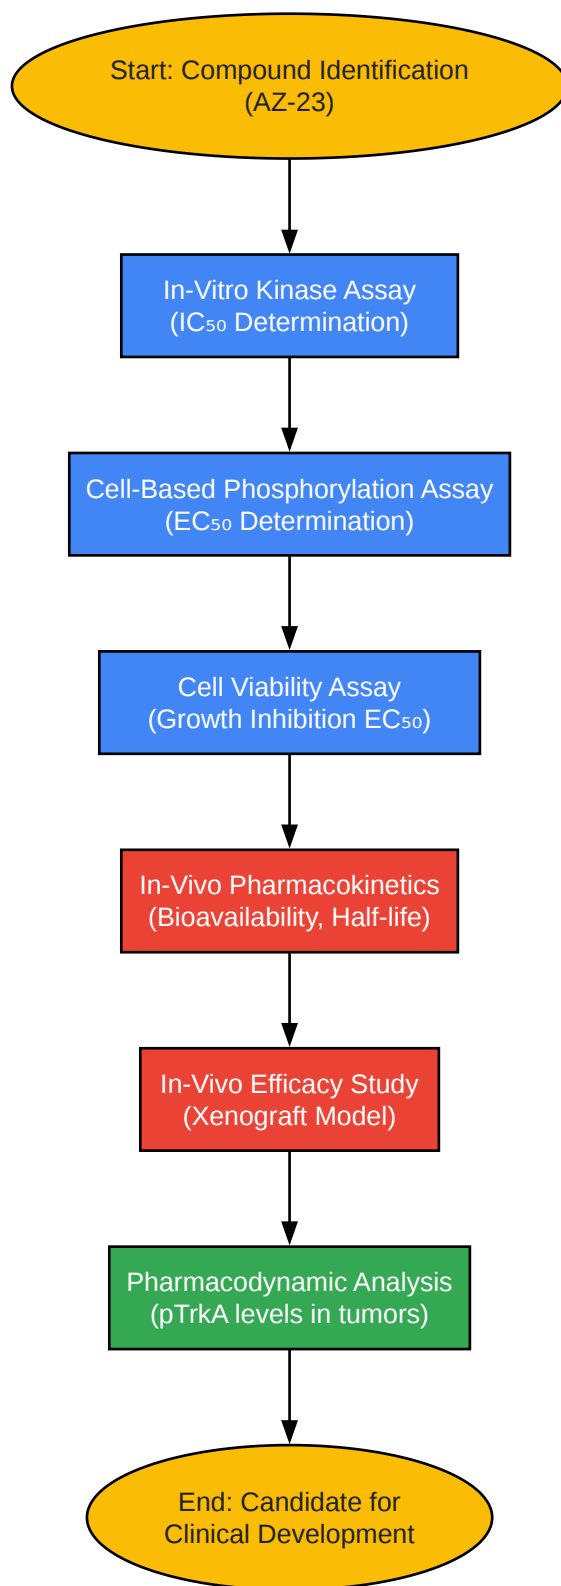 Start: Compound Identification
(AZ-23)
In-Vitro Kinase Assay
(IC₅₀ Determination)
Cell-Based Phosphorylation Assay
(EC₅₀ Determination)
Cell Viability Assay
(Growth Inhibition EC₅₀)
In-Vivo Pharmacokinetics
(Bioavailability, Half-life)
In-Vivo Efficacy Study
(Xenograft Model)
Pharmacodynamic Analysis
(pTrkA levels in tumors)
End: Candidate for
Clinical Development